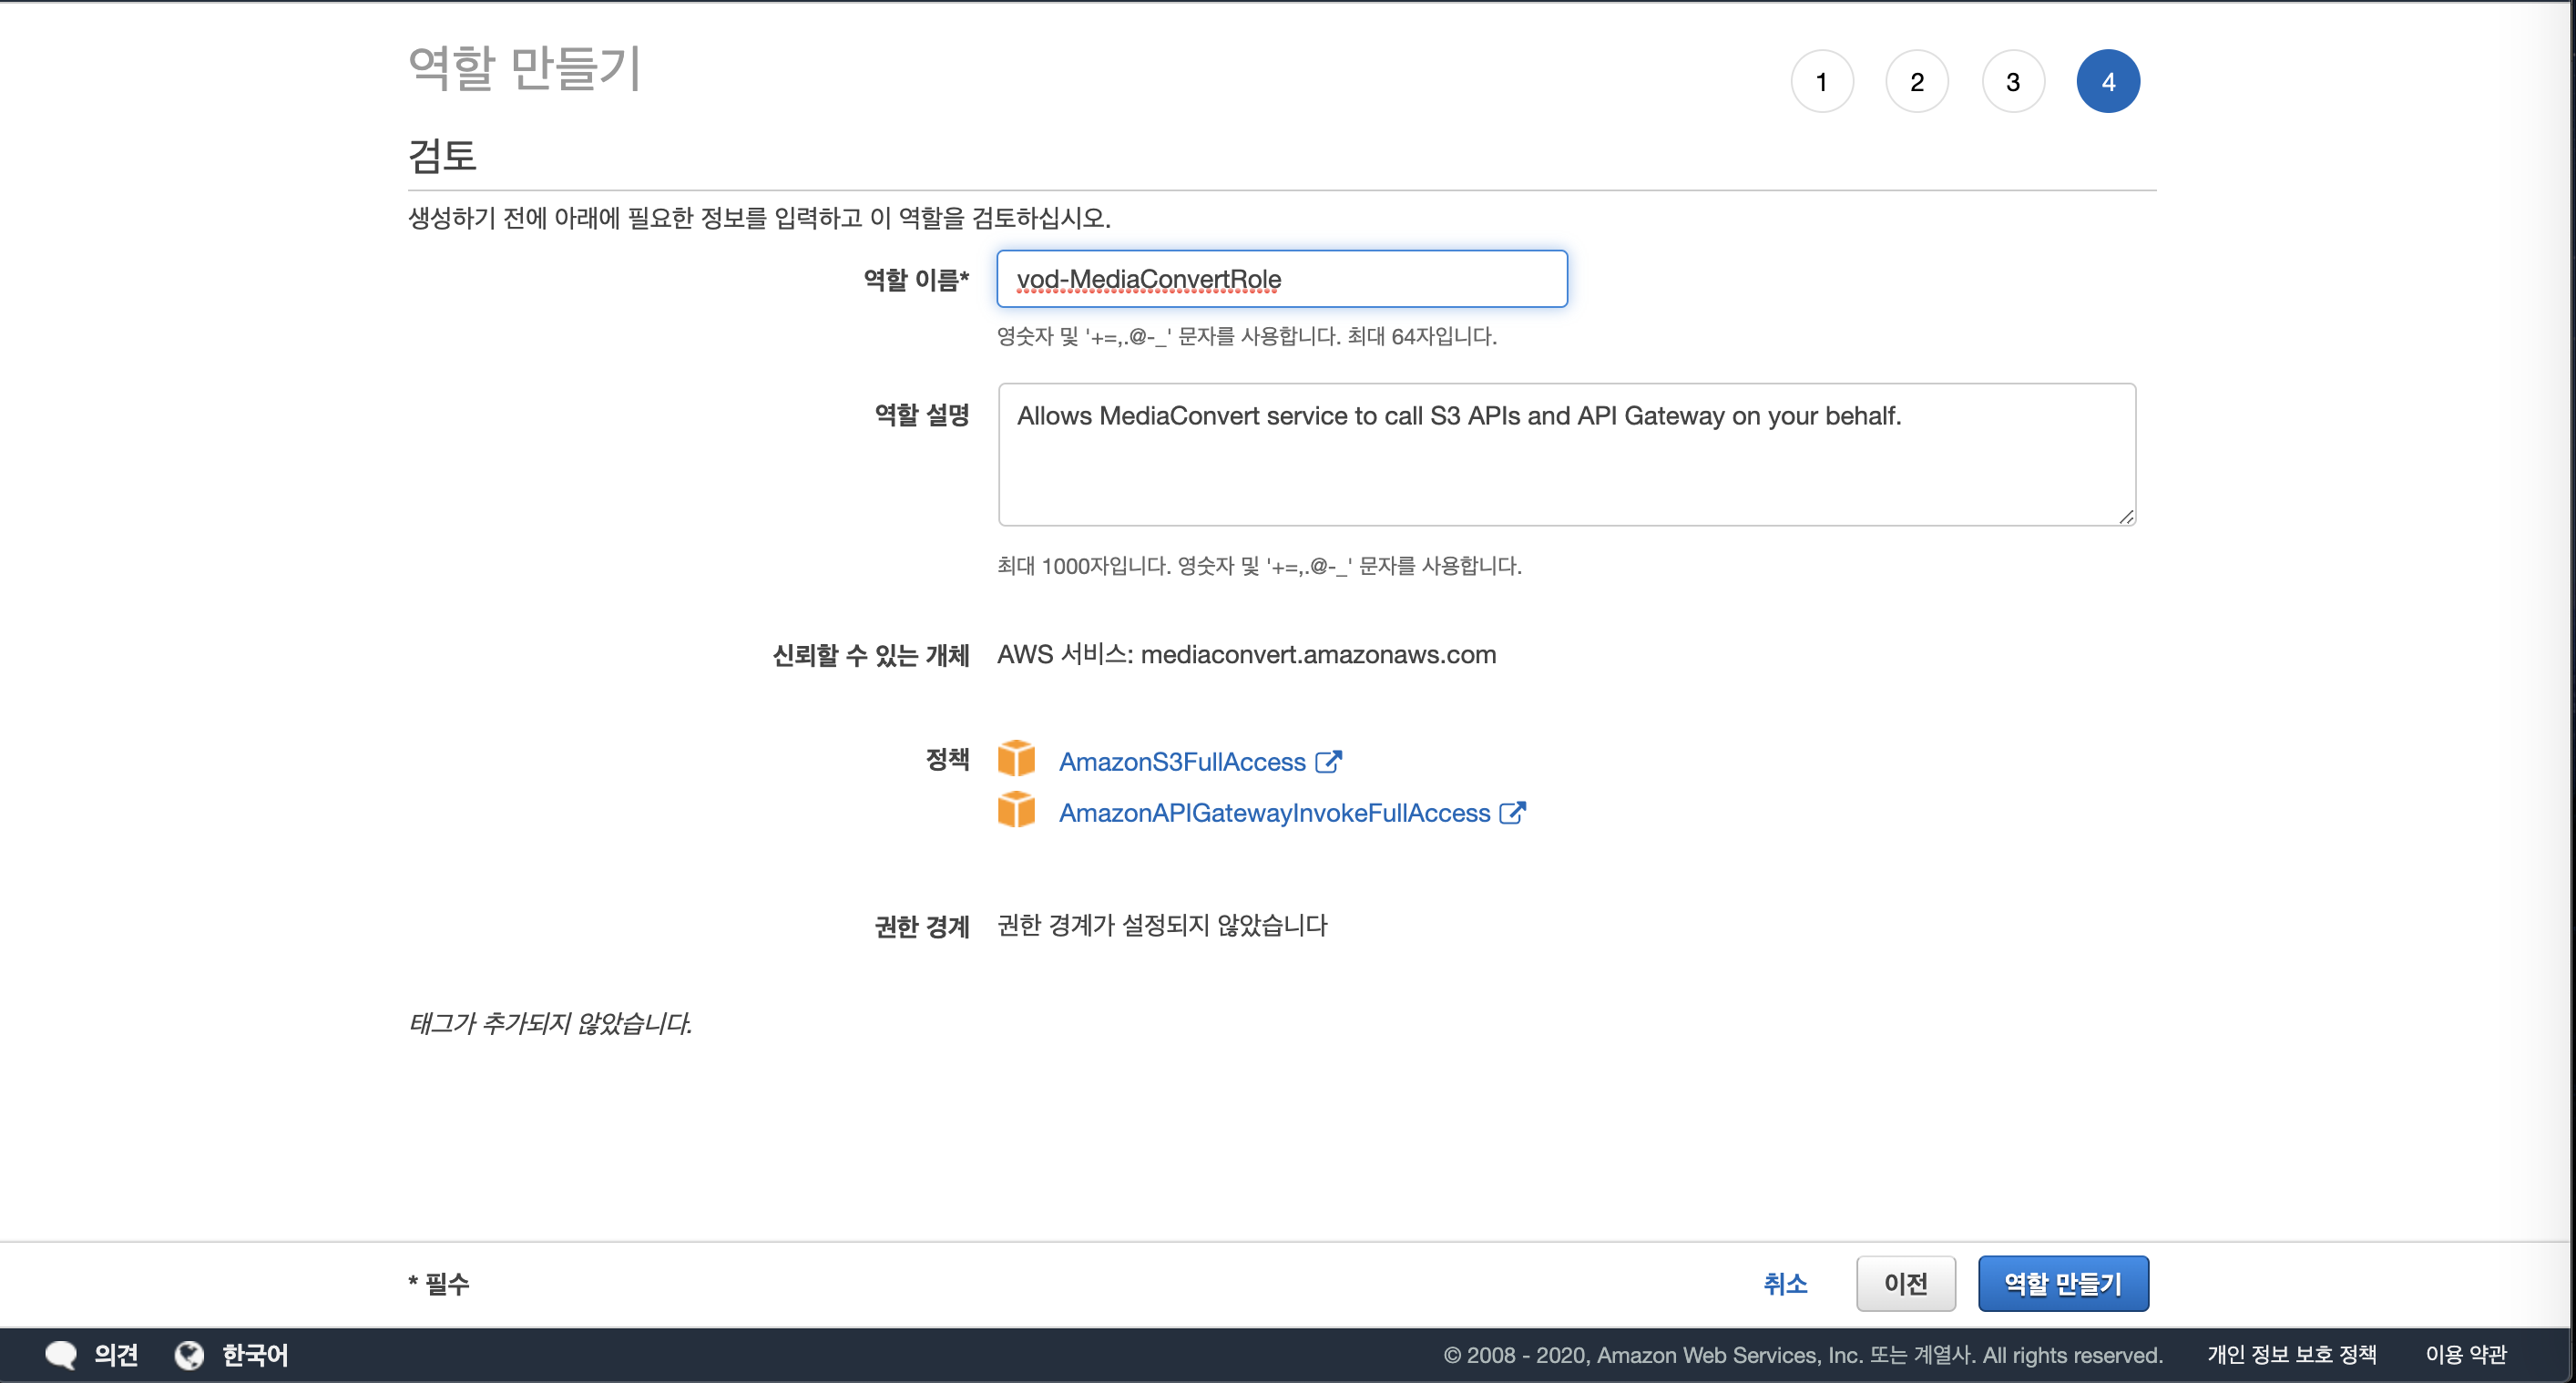 역할 만들기
1 2 3 4
검토
생성하기 전에 아래에 필요한 정보를 입력하고 이 역할을 검토하십시오.
역할 이름* vod-MediaConvertRole
영숫자 및 '+=,.@-_' 문자를 사용합니다. 최대 64자입니다.
역할 설명 Allows MediaConvert service to call S3 APIs and API Gateway on your behalf.
최대 1000자입니다. 영숫자 및 '+=,.@-_' 문자를 사용합니다.
신뢰할 수 있는 개체 AWS 서비스: mediaconvert.amazonaws.com
정책 AmazonS3FullAccess
AmazonAPIGatewayInvokeFullAccess
권한 경계 권한 경계가 설정되지 않았습니다
태그가 추가되지 않았습니다.
* 필수 취소 이전 역할 만들기
의견 한국어 © 2008 - 2020, Amazon Web Services, Inc. 또는 계열사. All rights reserved. 개인 정보 보호 정책 이용 약관